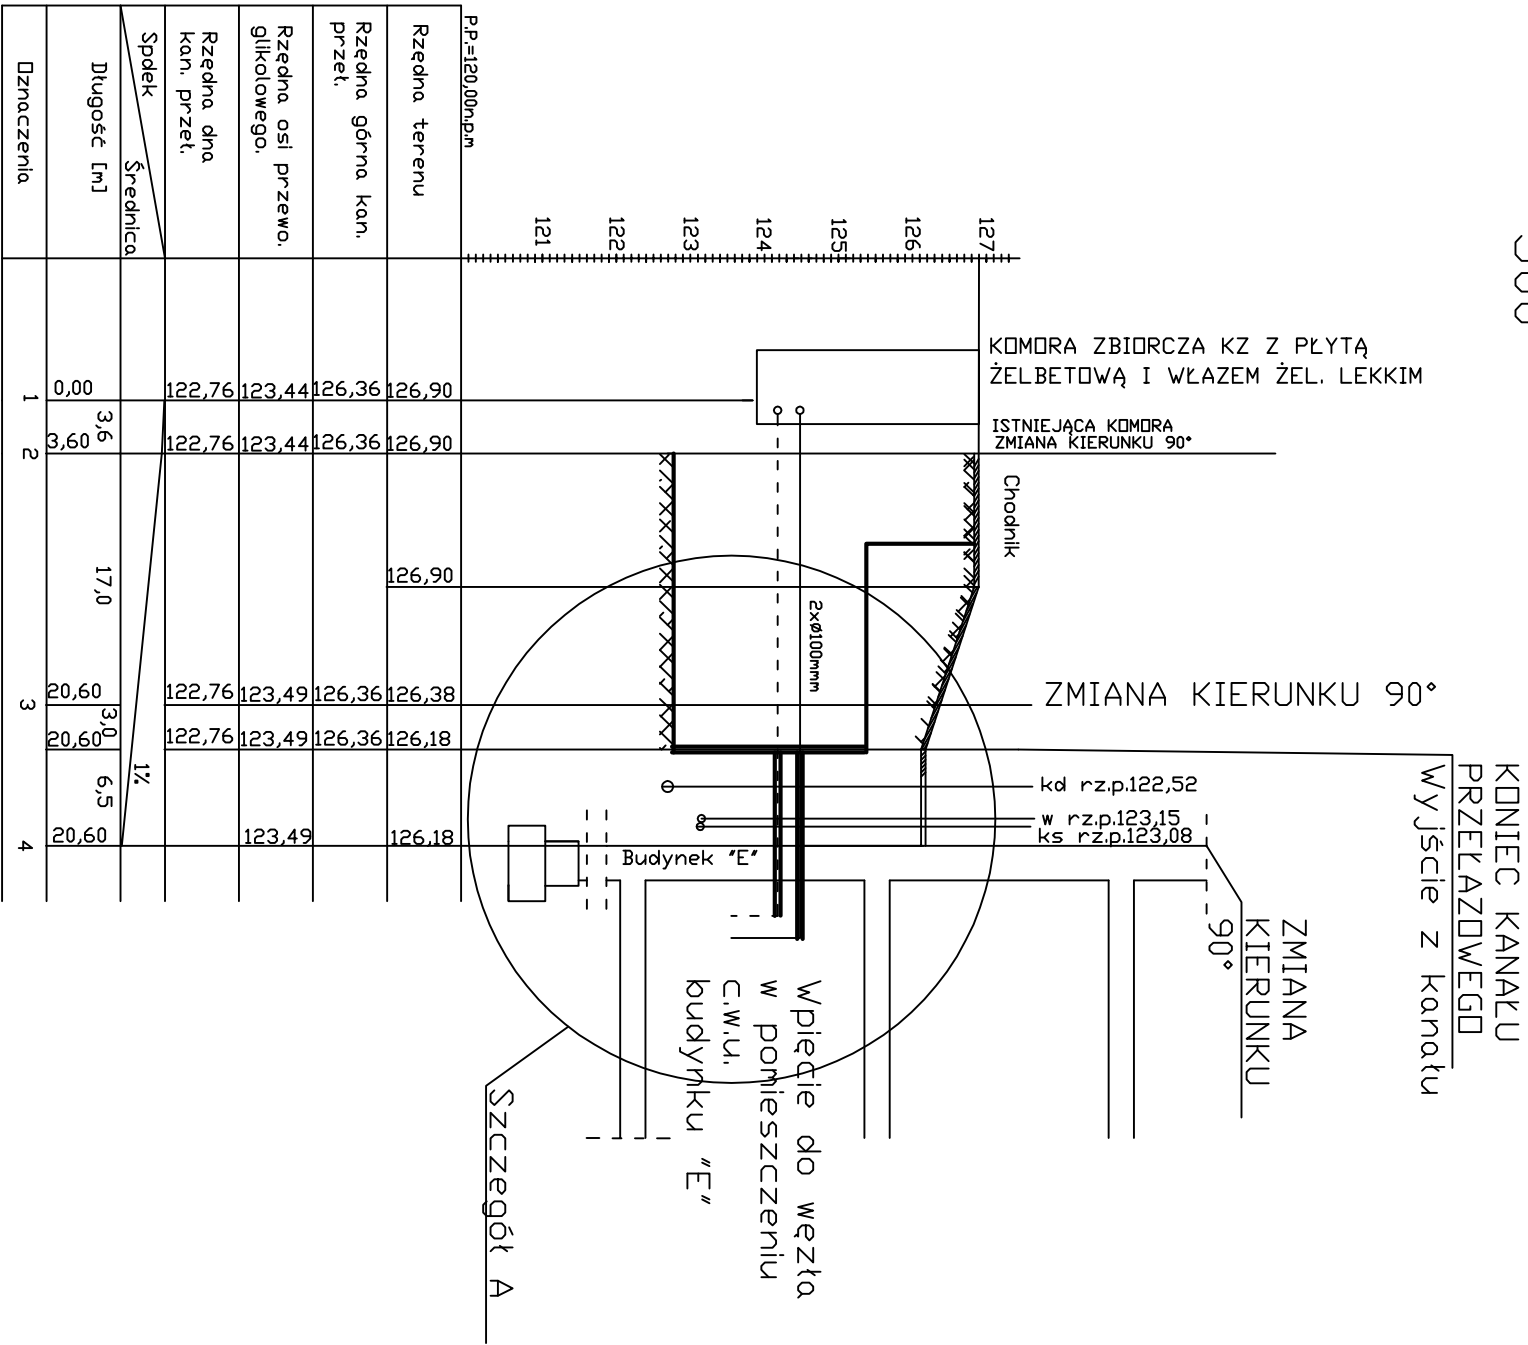 KOMORA ZBIORCZA KZ Z PŁYTĄ
ŻELBETOWĄ I WŁAZEM ŻEL. LEKKIM
ISTNIEJĄCA KOMORA
ZMIANA KIERUNKU 90°
Chodnik
2xø100mmm
ZMIANA KIERUNKU 90°
KONIEC KANAŁU
PRZEŁAZOWEGO
Wyjście z kanału
kd rz.p.122,52
w rz.p.123,15
ks rz.p.123,08
Budynek "E"
ZMIANA
KIERUNKU
90°
Wpięcie do węzła
w pomieszczeniu
c.w.u.
budynku "E"
Szczegół A
127
126
125
124
123
122
121
P.P.=120,00n.p.m
Rzędna terenu
126,90
126,90
126,90
126,38
126,18
126,18
Rzędna górna kan.
przeł.
126,36
126,36
126,36
126,36
Rzędna osi przewo.
glikolowego.
123,44
123,44
123,49
123,49
123,49
Rzędna dna
kan. przeł.
122,76
122,76
122,76
122,76
Spdek
Średnica
1%
Długość [m]
0,00
3,6
3,60
17,0
20,60
3,0
20,60
6,5
20,60
Oznaczenia
1
2
3
4